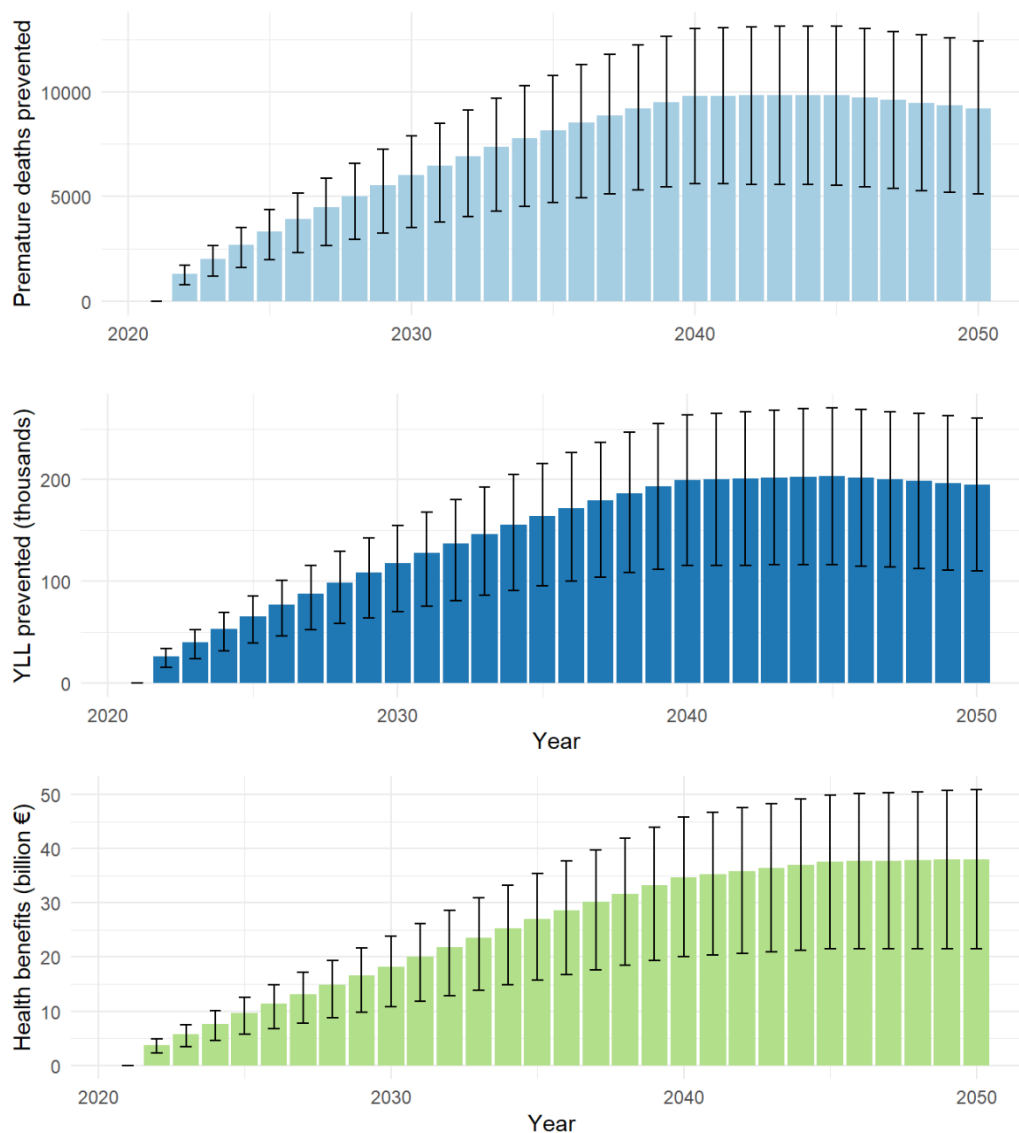 Premature deaths prevented
10000
5000
0
2020 2030 2040 2050
YLL prevented (thousands)
200
100
0
2020 2030 2040 2050
Year
Health benefits (billion €)
50
40
30
20
10
0
2020 2030 2040 2050
Year